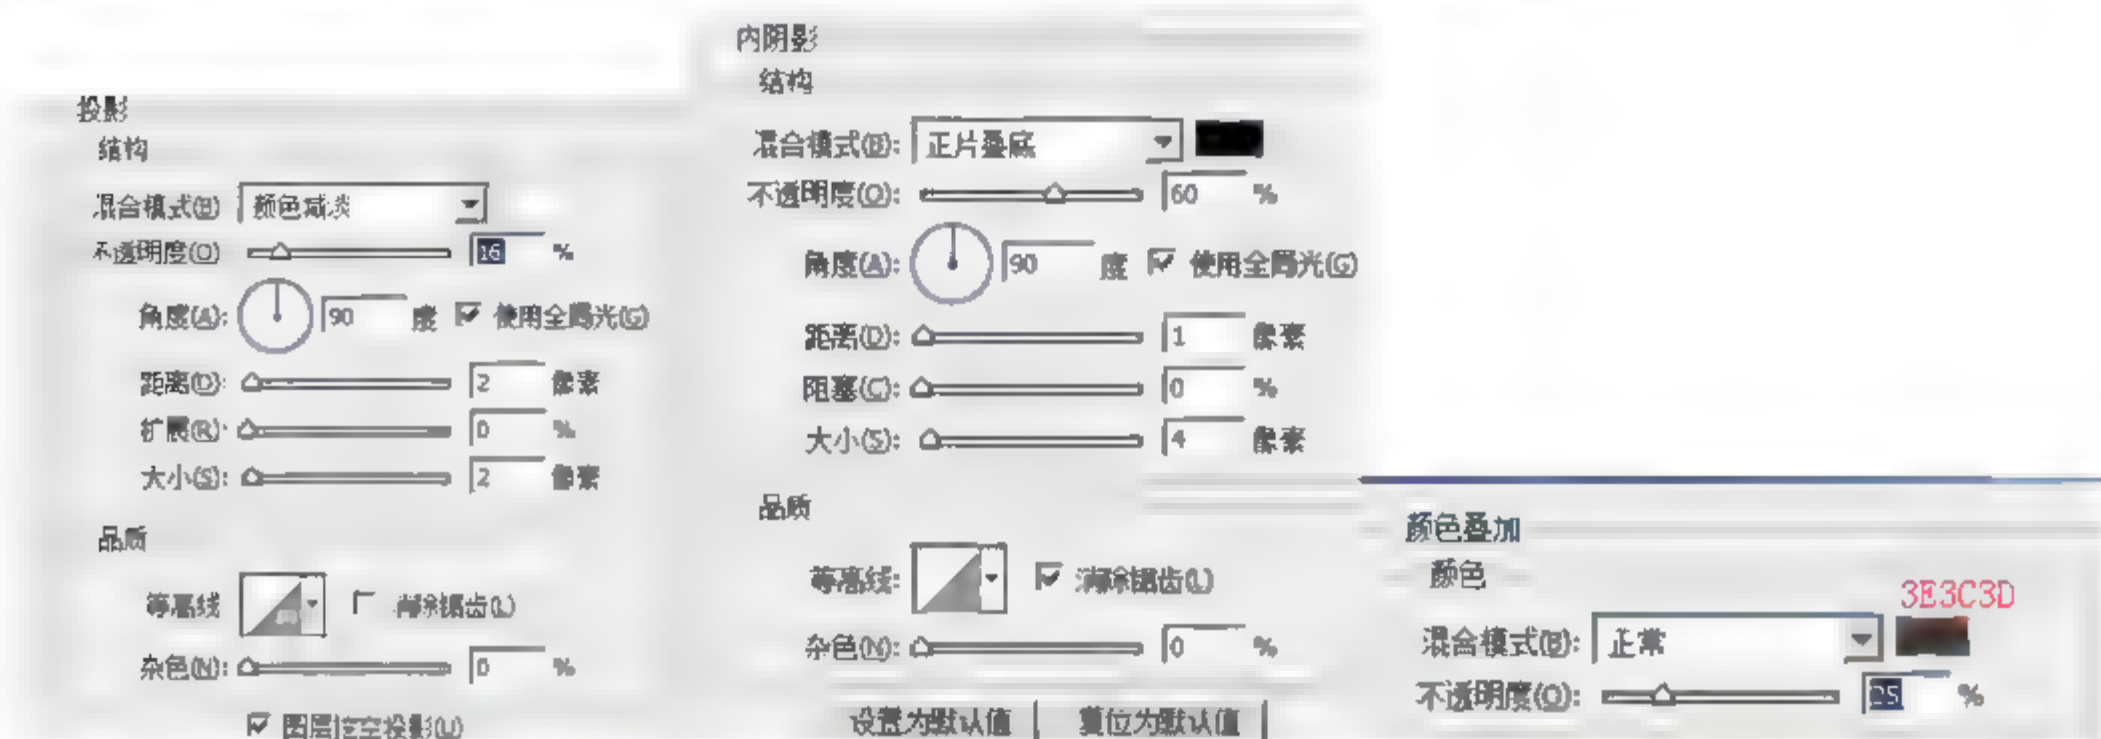 投影
结构
混合模式(B) 颜色减淡
不透明度(O) 16 %
角度(A): 90 度 使用全局光(G)
距离(D): 2 像素
扩展(R): 0 %
大小(S): 2 像素
品质
等高线 消除锯齿(L)
杂色(N): 0 %
图层挖空投影(U)
内阴影
结构
混合模式(B): 正片叠底
不透明度(O): 60 %
角度(A): 90 度 使用全局光(G)
距离(D): 1 像素
阻塞(C): 0 %
大小(S): 4 像素
品质
等高线: 消除锯齿(L)
杂色(N): 0 %
设置为默认值 复位为默认值
颜色叠加
颜色
3E3C3D
混合模式(B): 正常
不透明度(O): %